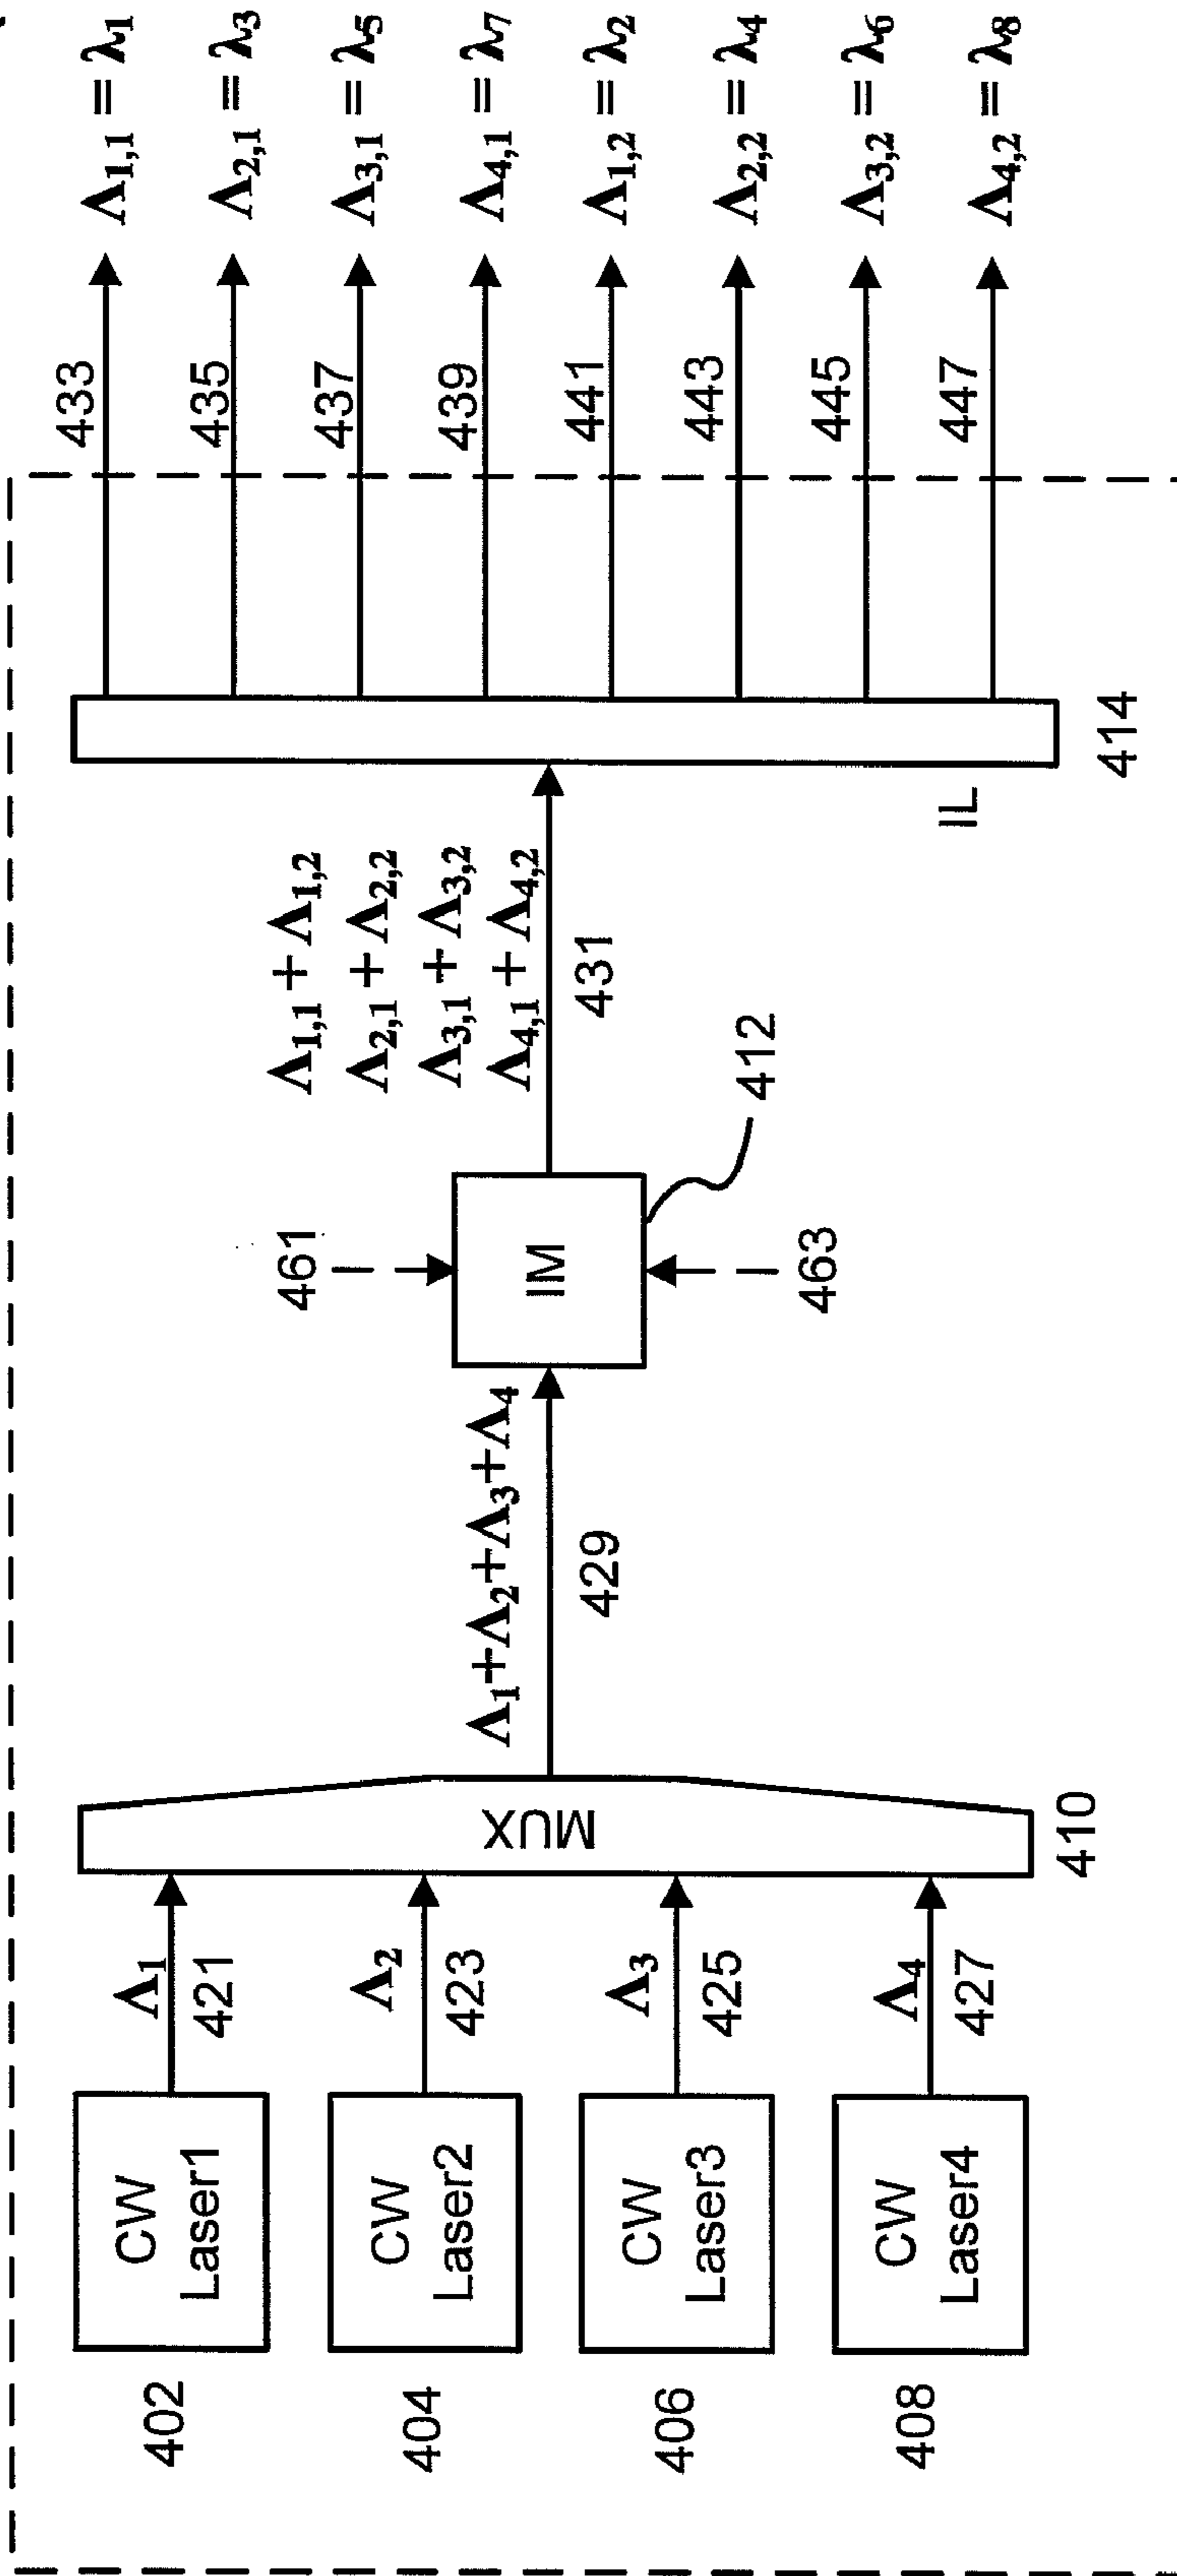 CW
Laser1
402
CW
Laser2
404
CW
Laser3
406
CW
Laser4
408
Λ₁
421
Λ₂
423
Λ₃
425
Λ₄
427
MUX
410
Λ₁+Λ₂+Λ₃+Λ₄
429
461
IM
463
412
Λ₁,₁ + Λ₁,₂
Λ₂,₁ + Λ₂,₂
Λ₃,₁ + Λ₃,₂
Λ₄,₁ + Λ₄,₂
431
IL
414
433
Λ₁,₁ = λ₁
435
Λ₂,₁ = λ₃
437
Λ₃,₁ = λ₅
439
Λ₄,₁ = λ₇
441
Λ₁,₂ = λ₂
443
Λ₂,₂ = λ₄
445
Λ₃,₂ = λ₆
447
Λ₄,₂ = λ₈